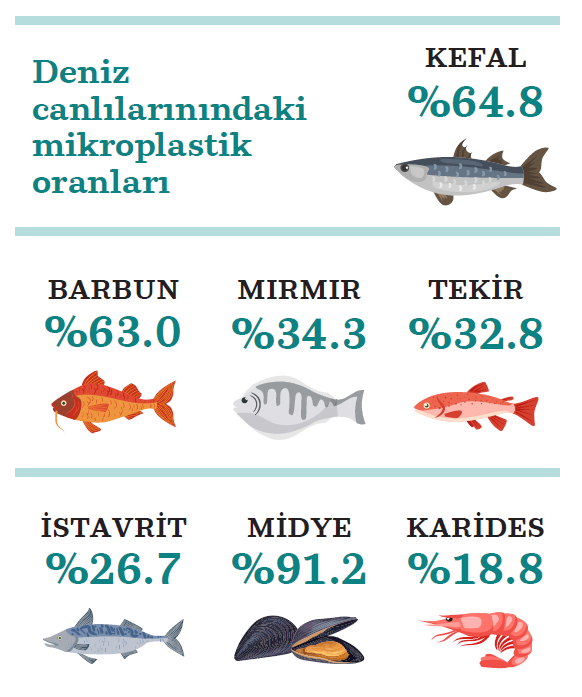 Deniz
canlılarınındaki
mikroplastik
oranları
KEFAL
%64.8
BARBUN
%63.0
MIRMIR
%34.3
TEKİR
%32.8
İSTAVRİT
%26.7
MİDYE
%91.2
KARİDES
%18.8